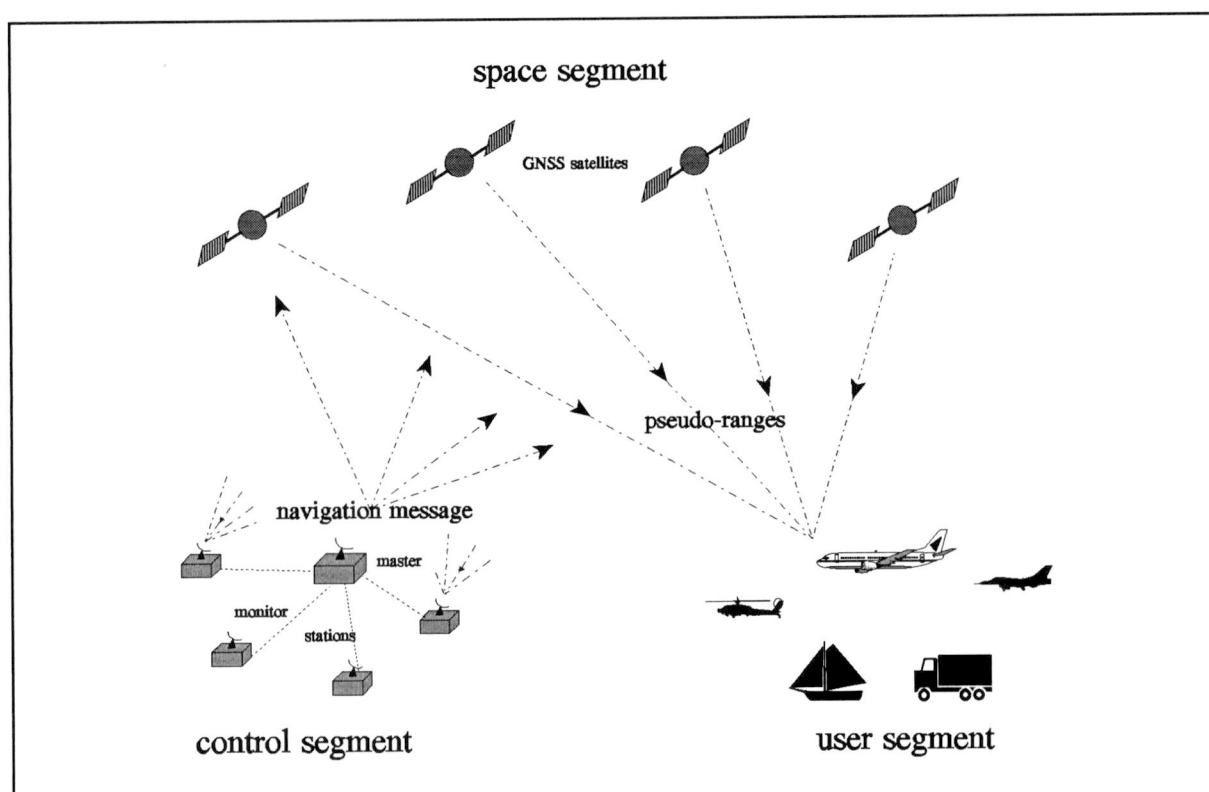 space segment
GNSS satellites
pseudo-ranges
navigation message
master
monitor
stations
control segment
user segment